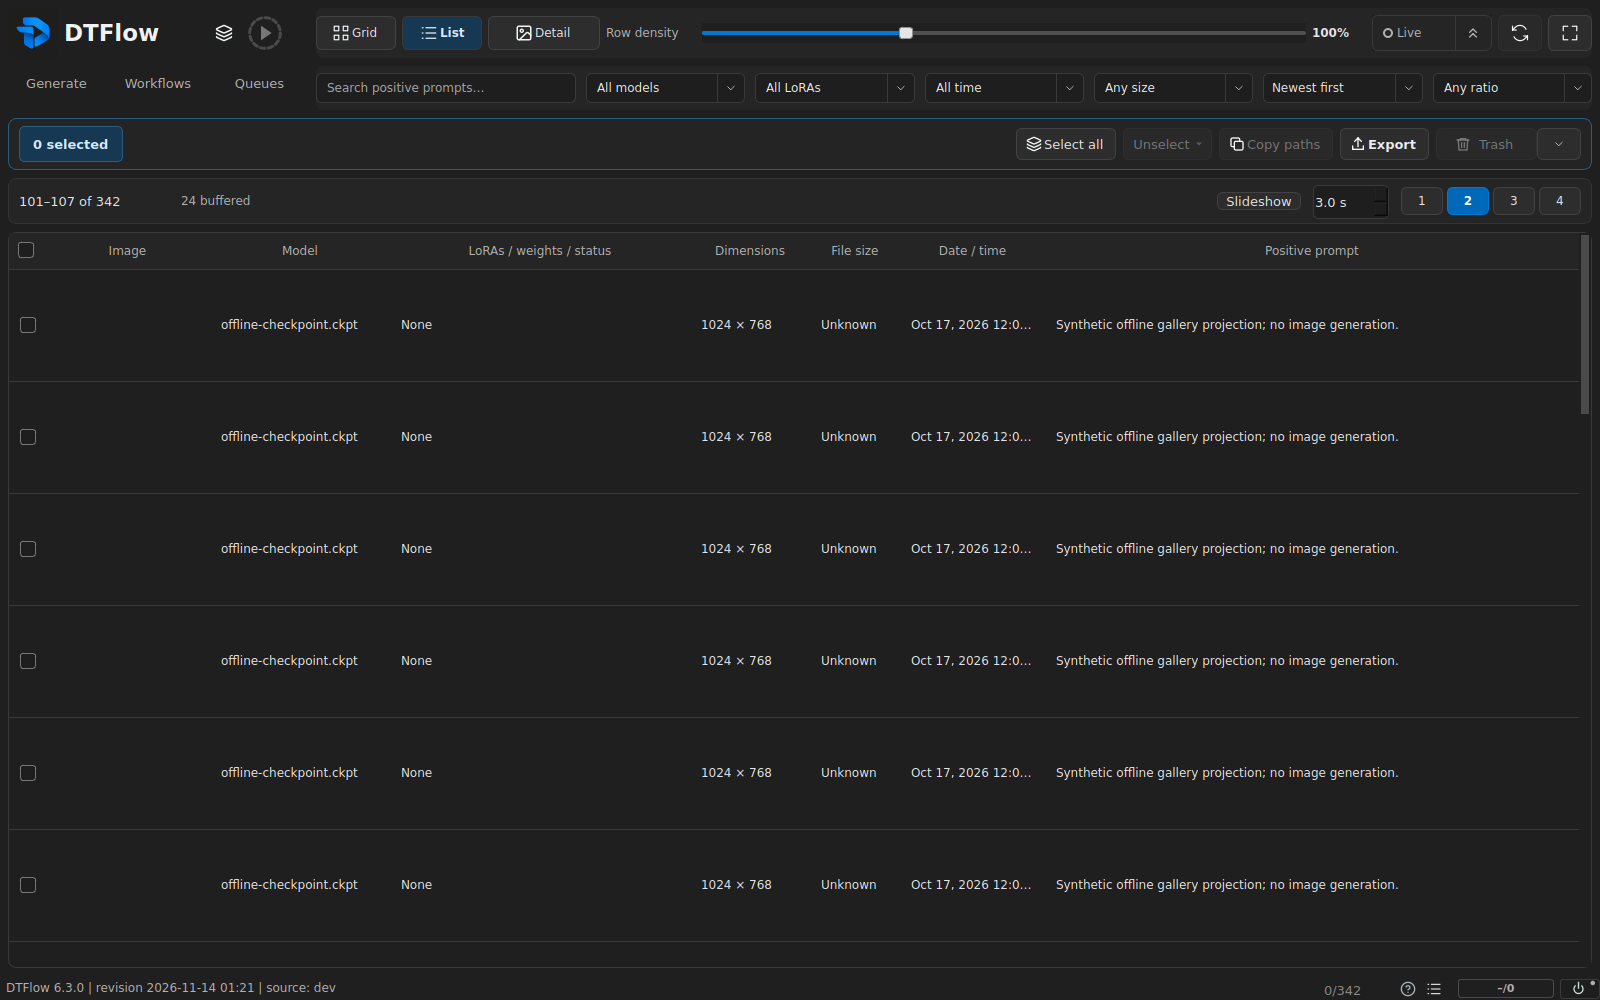 DTFlow
Grid
List
Detail
Row density
100%
Live
Generate
Workflows
Queues
Search positive prompts...
All models
All LoRAs
All time
Any size
Newest first
Any ratio
0 selected
Select all
Unselect
Copy paths
Export
Trash
101–107 of 342
24 buffered
Slideshow
3.0 s
1
2
3
4
Image
Model
LoRAs / weights / status
Dimensions
File size
Date / time
Positive prompt
offline-checkpoint.ckpt
None
1024 × 768
Unknown
Oct 17, 2026 12:0...
Synthetic offline gallery projection; no image generation.
offline-checkpoint.ckpt
None
1024 × 768
Unknown
Oct 17, 2026 12:0...
Synthetic offline gallery projection; no image generation.
offline-checkpoint.ckpt
None
1024 × 768
Unknown
Oct 17, 2026 12:0...
Synthetic offline gallery projection; no image generation.
offline-checkpoint.ckpt
None
1024 × 768
Unknown
Oct 17, 2026 12:0...
Synthetic offline gallery projection; no image generation.
offline-checkpoint.ckpt
None
1024 × 768
Unknown
Oct 17, 2026 12:0...
Synthetic offline gallery projection; no image generation.
offline-checkpoint.ckpt
None
1024 × 768
Unknown
Oct 17, 2026 12:0...
Synthetic offline gallery projection; no image generation.
DTFlow 6.3.0 | revision 2026-11-14 01:21 | source: dev
0/342
–/0